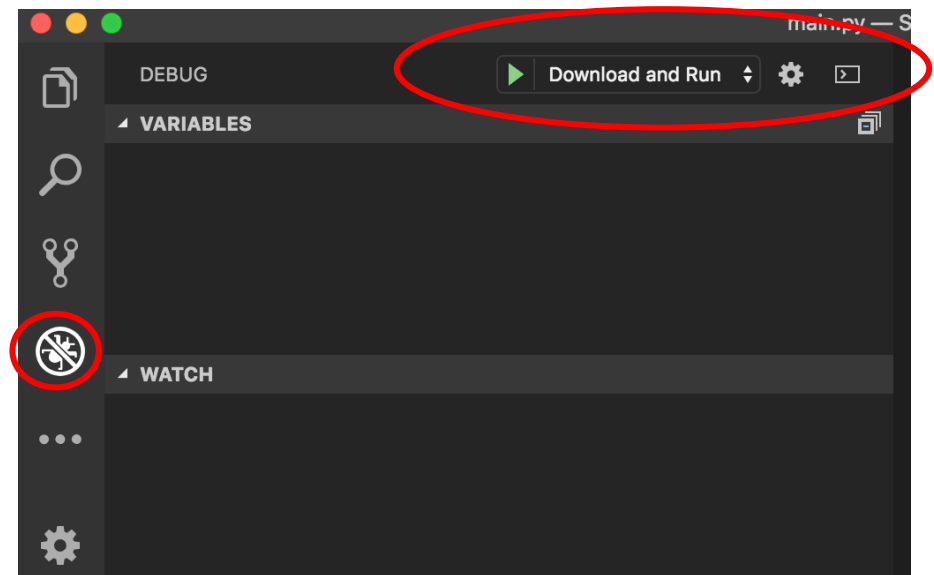 main.py — S
DEBUG
Download and Run
VARIABLES
WATCH